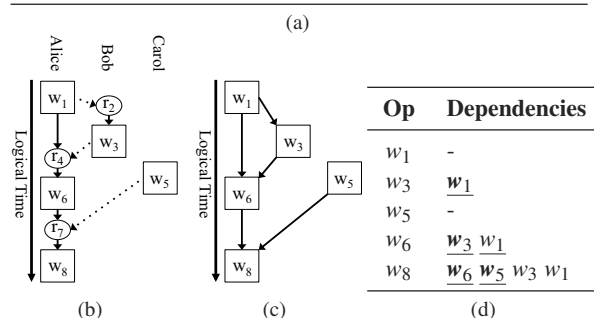 (a)
Alice
Bob
Carol
Logical Time
w1
r2
w3
r4
w5
w6
r7
w8
(b)
Logical Time
w1
w3
w5
w6
w8
(c)
Op Dependencies
w1 -
w3 w1
w5 -
w6 w3 w1
w8 w6 w5 w3 w1
(d)